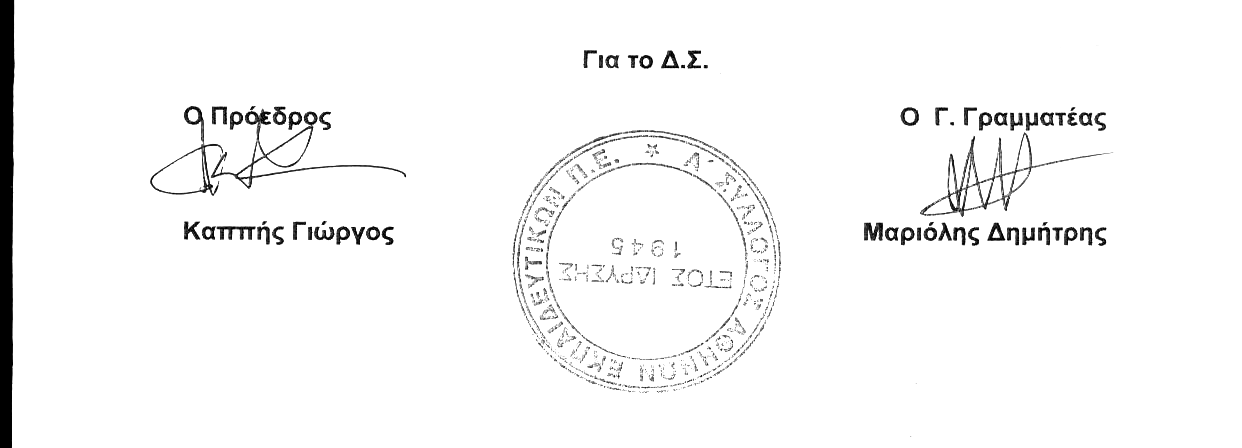 Για το Δ.Σ.
Ο Πρόεδρος
Ο Γ. Γραμματέας
Καππής Γιώργος
Μαριόλης Δημήτρης
Α΄ ΣΥΛΛΟΓΟΣ ΑΘΗΝΩΝ ΕΚΠΑΙΔΕΥΤΙΚΩΝ Π.Ε.
ΕΤΟΣ ΙΔΡΥΣΗΣ
1945